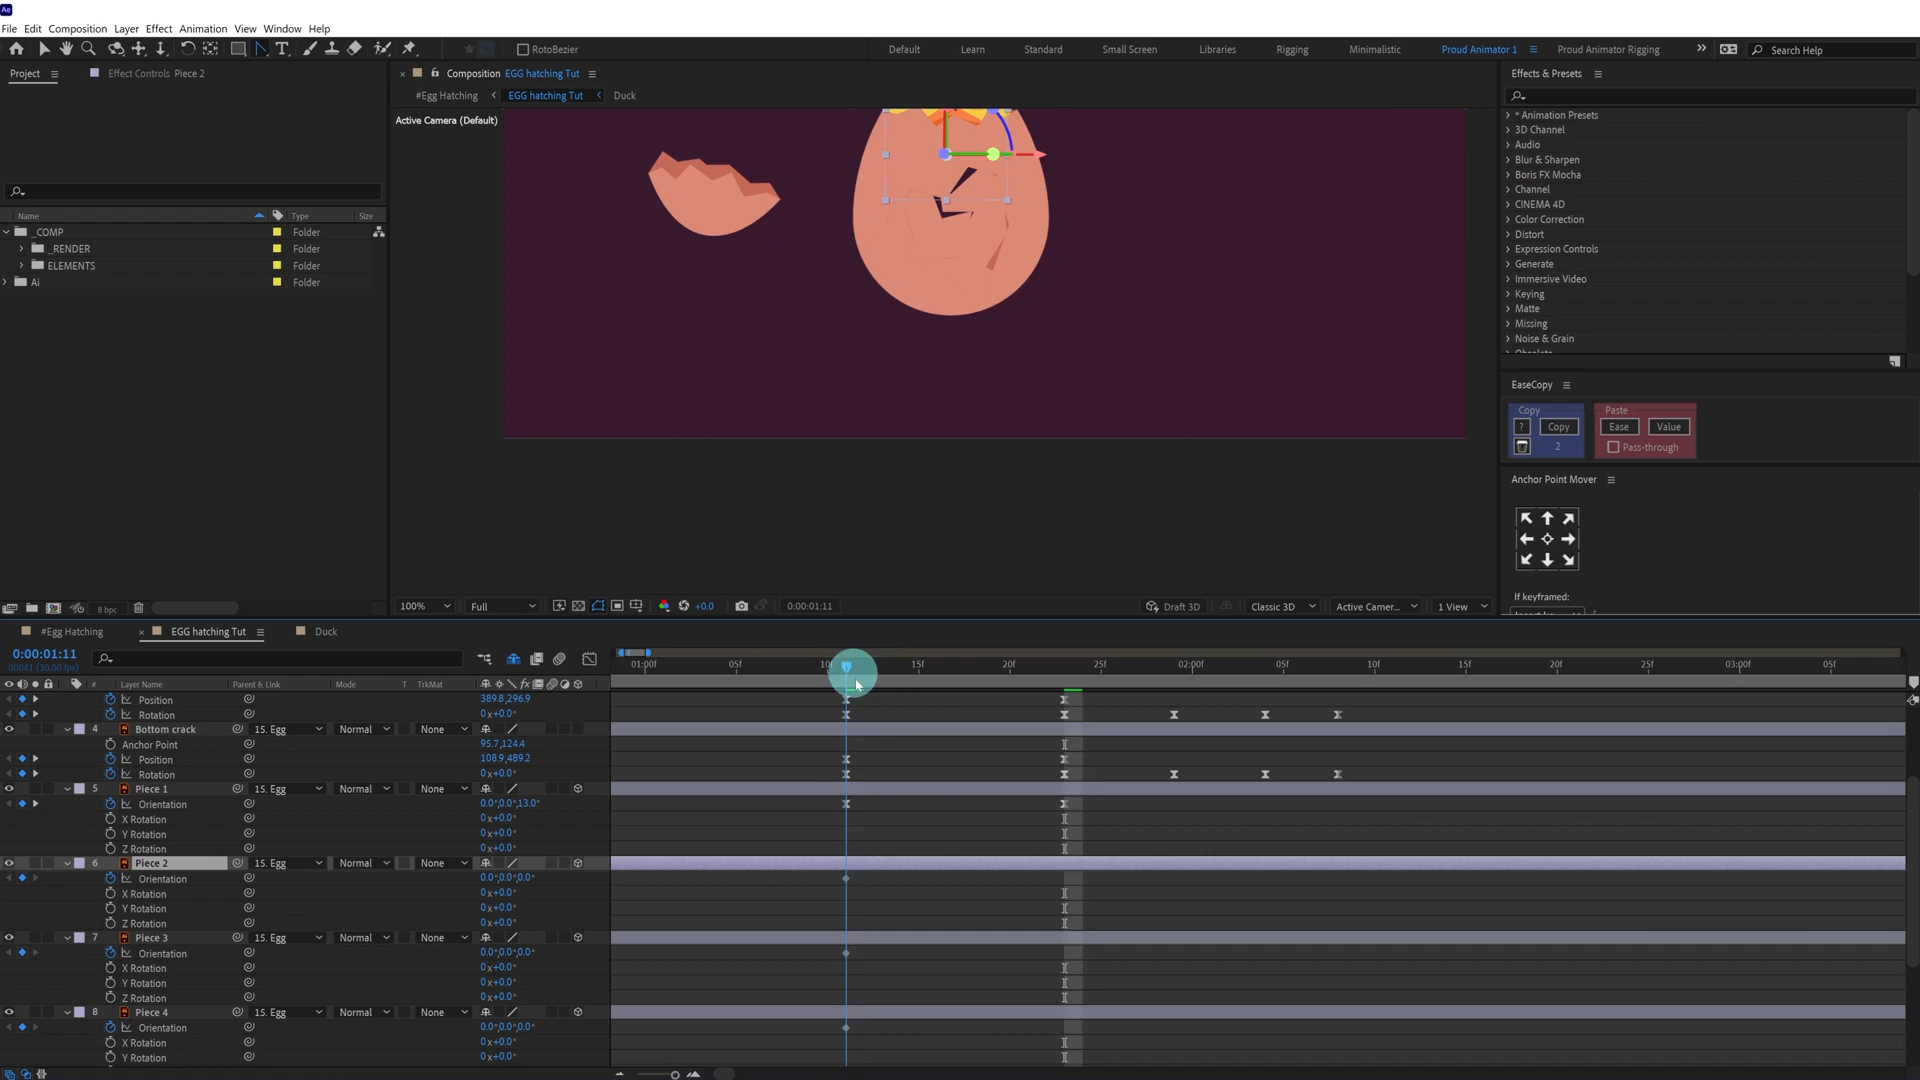 Ae
File Edit Composition Layer Effect Animation View Window Help
RotoBezier Default Learn Standard Small Screen Libraries Rigging Minimalistic Proud Animator 1 Proud Animator Rigging Search Help
Project Effect Controls Piece 2
Composition EGG hatching Tut
#Egg Hatching EGG hatching Tut Duck
Active Camera (Default)
Name Type Size
_COMP Folder
_RENDER Folder
ELEMENTS Folder
Ai Folder
8 bpc
100% Full +0.0 0:00:01:11 Draft 3D Classic 3D Active Camer... 1 View
Effects & Presets
* Animation Presets
3D Channel
Audio
Blur & Sharpen
Boris FX Mocha
Channel
CINEMA 4D
Color Correction
Distort
Expression Controls
Generate
Immersive Video
Keying
Matte
Missing
Noise & Grain
EaseCopy
Copy Paste
? Copy Ease Value
2 Pass-through
Anchor Point Mover
If keyframed:
#Egg Hatching EGG hatching Tut Duck
0:00:01:11
00041 (30.00 fps)
01:00f 05f 10f 15f 20f 25f 02:00f 05f 10f 15f 20f 25f 03:00f 05f
# Layer Name Parent & Link Mode T TrkMat
Position 389.8,296.9
Rotation 0x+0.0°
4 Bottom crack 15. Egg Normal None
Anchor Point 95.7,124.4
Position 108.9,489.2
Rotation 0x+0.0°
5 Piece 1 15. Egg Normal None
Orientation 0.0°,0.0°,13.0°
X Rotation 0x+0.0°
Y Rotation 0x+0.0°
Z Rotation 0x+0.0°
6 Piece 2 15. Egg Normal None
Orientation 0.0°,0.0°,0.0°
X Rotation 0x+0.0°
Y Rotation 0x+0.0°
Z Rotation 0x+0.0°
7 Piece 3 15. Egg Normal None
Orientation 0.0°,0.0°,0.0°
X Rotation 0x+0.0°
Y Rotation 0x+0.0°
Z Rotation 0x+0.0°
8 Piece 4 15. Egg Normal None
Orientation 0.0°,0.0°,0.0°
X Rotation 0x+0.0°
Y Rotation 0x+0.0°